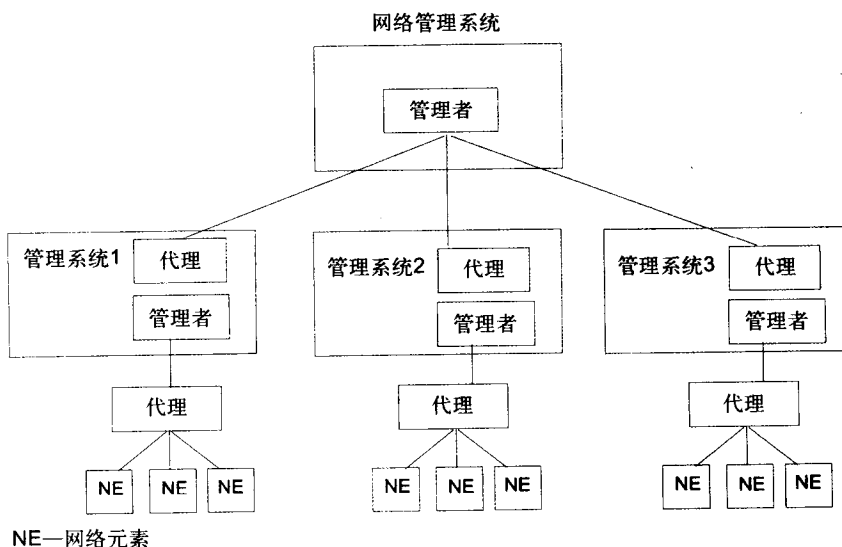 网络管理系统
管理者
管理系统1
代理
管理者
管理系统2
代理
管理者
管理系统3
代理
管理者
代理
代理
代理
NE NE NE
NE NE NE
NE NE NE
NE—网络元素